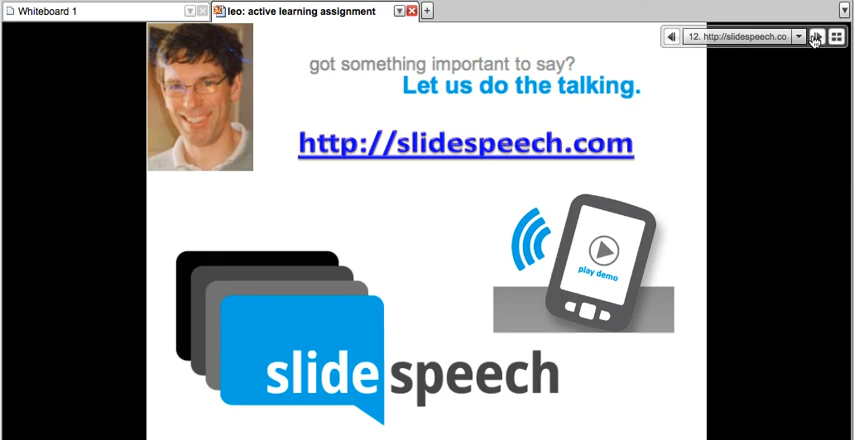 Whiteboard 1
leo: active learning assignment
12. http://slidespeech.co
got something important to say?
Let us do the talking.
http://slidespeech.com
play demo
slidespeech